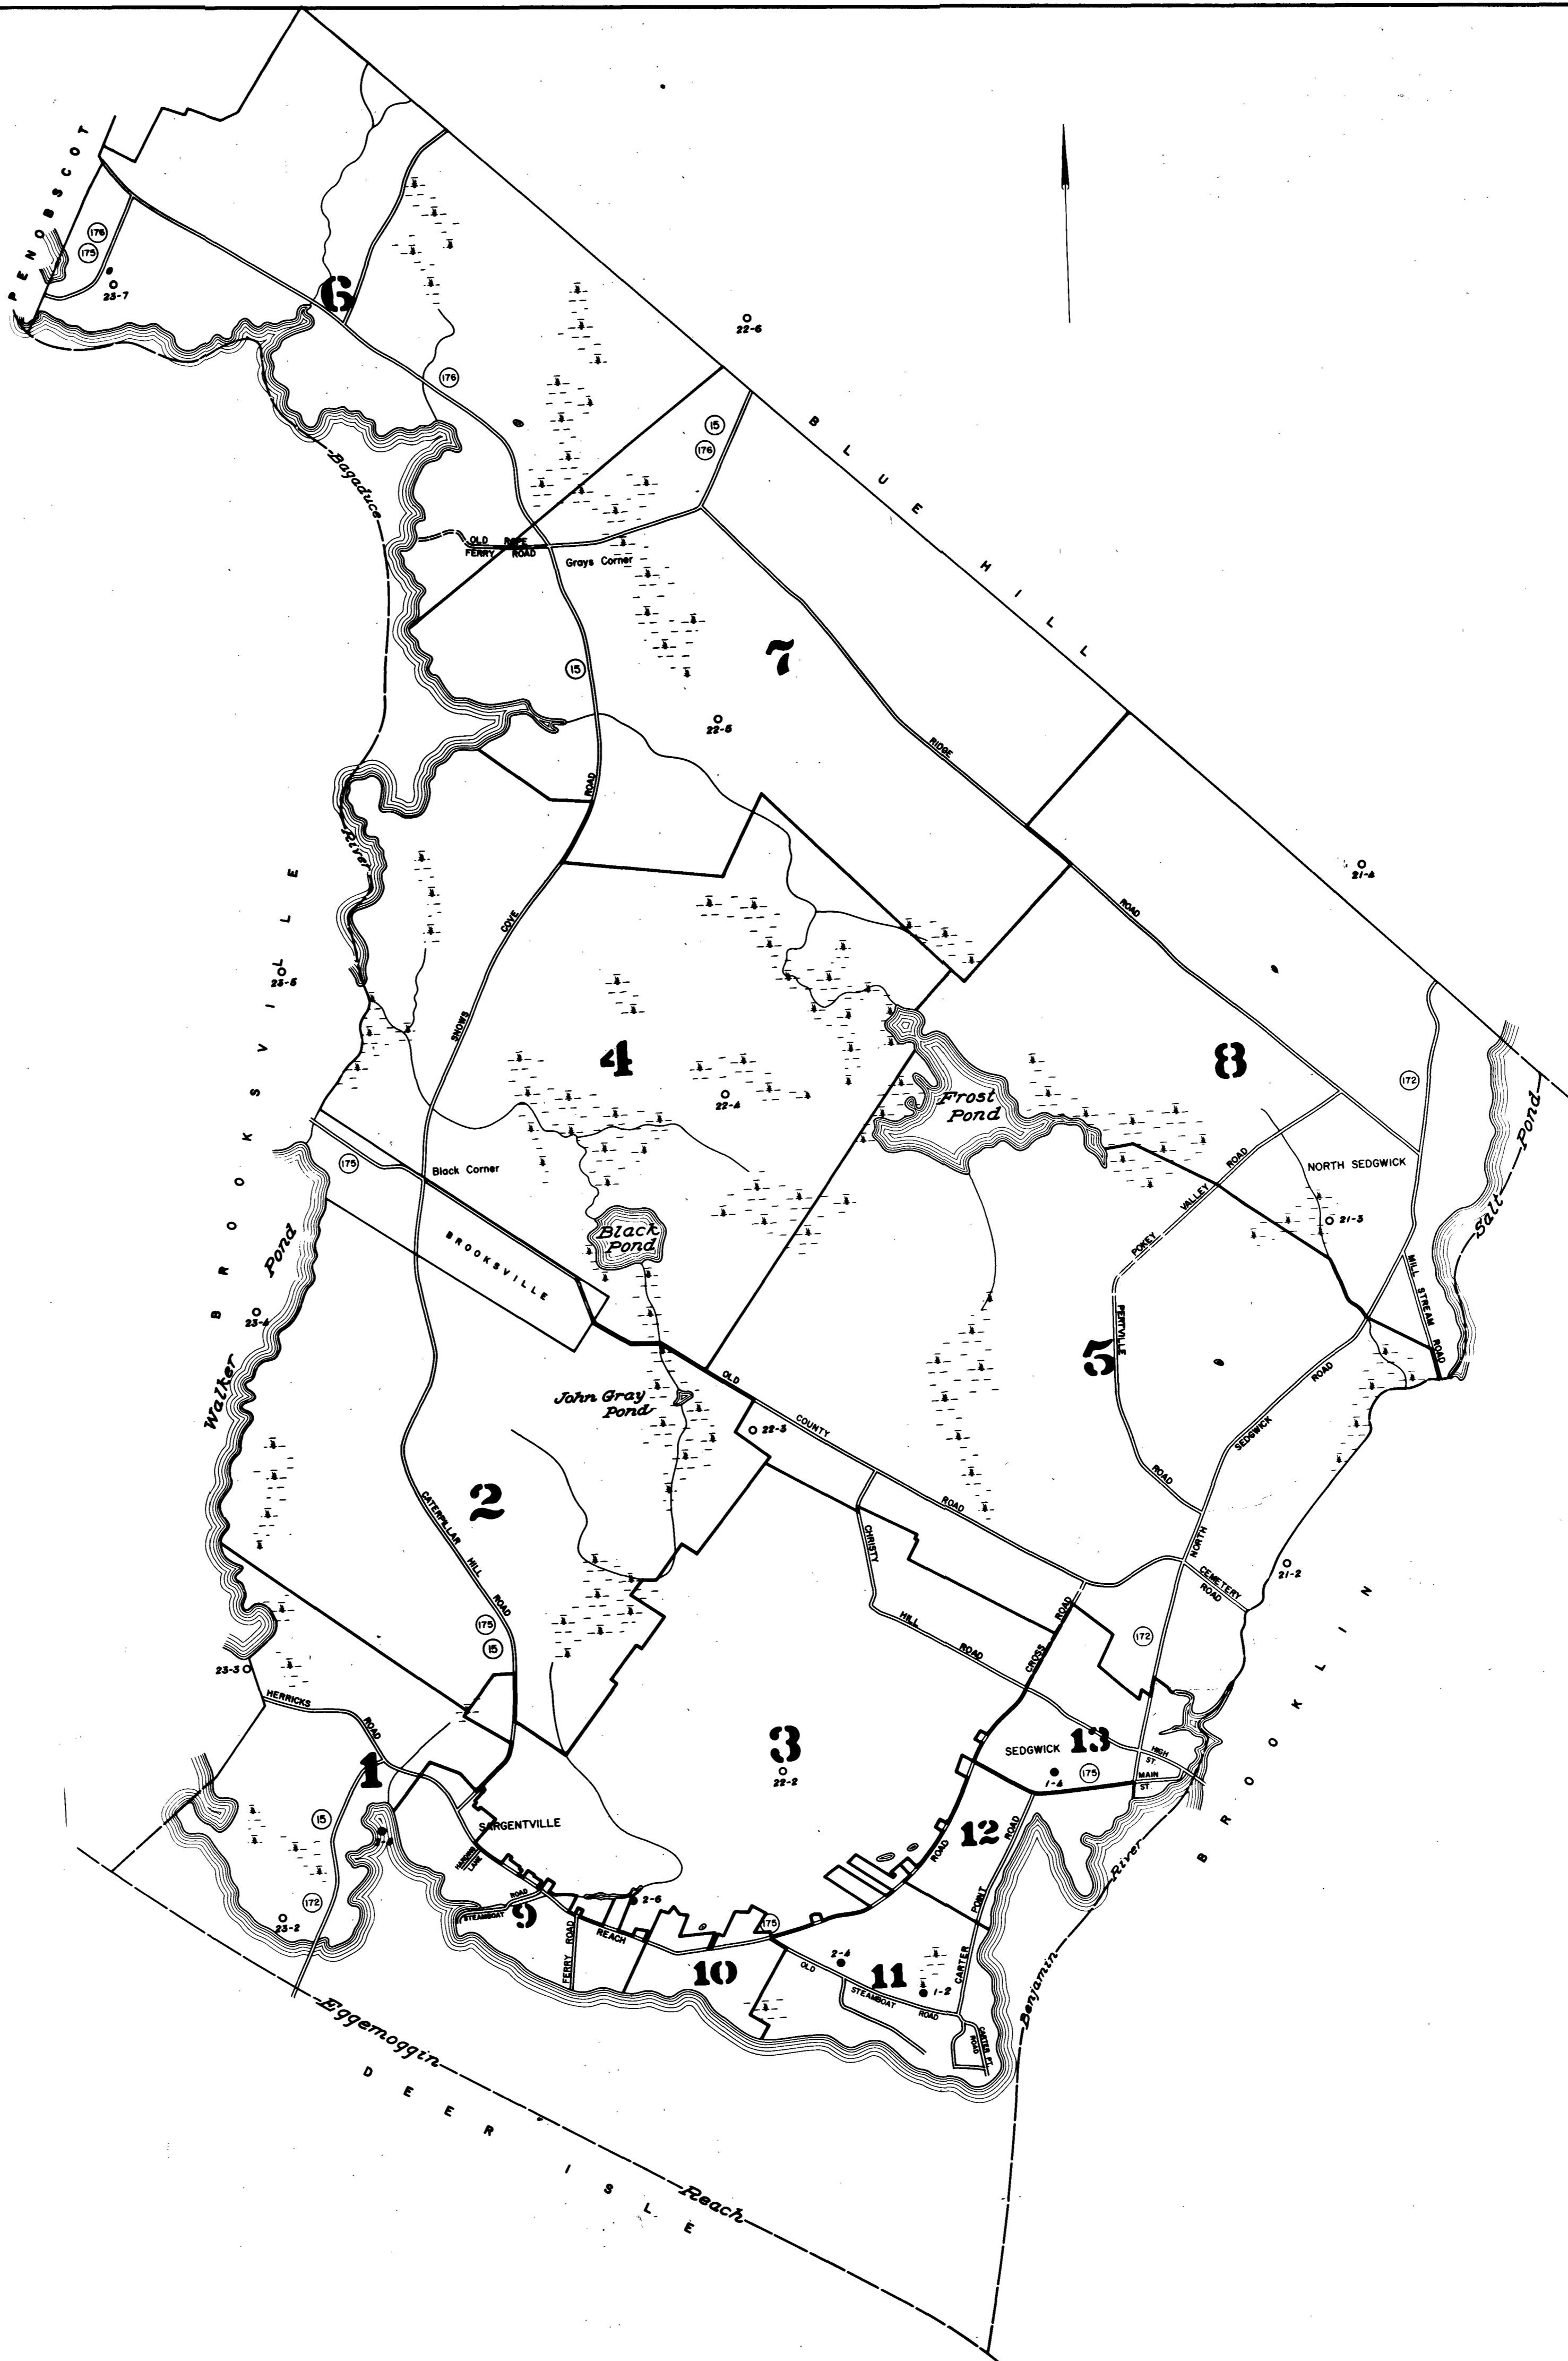 PENOBSCOT
176
175
23-7
6
22-6
176
15
176
BLUE HILL
Bagaduce
OLD ROPE
FERRY ROAD
Grays Corner
7
15
22-5
RIDGE
ROAD
River
21-4
ROAD
COVE
SNOWS
BROOKSVILLE
23-5
4
22-4
Frost
Pond
8
172
Salt Pond
175
Black Corner
NORTH SEDGWICK
ROAD
VALLEY
POKEY
21-3
BROOKSVILLE
Black
Pond
Walker Pond
23-4
MILL STREAM ROAD
PERTVILLE
5
ROAD
John Gray
Pond
OLD
COUNTY
ROAD
22-3
ROAD
SEDGWICK
NORTH
2
CATERPILLAR
HILL
ROAD
CHRISTY
HILL
ROAD
CEMETERY
ROAD
21-2
175
15
172
CROSS
ROAD
BROOKLIN
23-3
HERRICKS
ROAD
1
3
22-2
SEDGWICK
13
1-4
175
HIGH
ST.
MAIN
ST.
15
SARGENTVILLE
LANE
12
ROAD
ROAD
POINT
CARTER
River
172
23-2
STEAMBOAT
ROAD
9
2-6
FERRY ROAD
REACH
175
10
OLD
2-4
11
STEAMBOAT
ROAD
1-2
CARTER PT.
ROAD
Benjamin
Eggemoggin
DEER ISLE
Reach